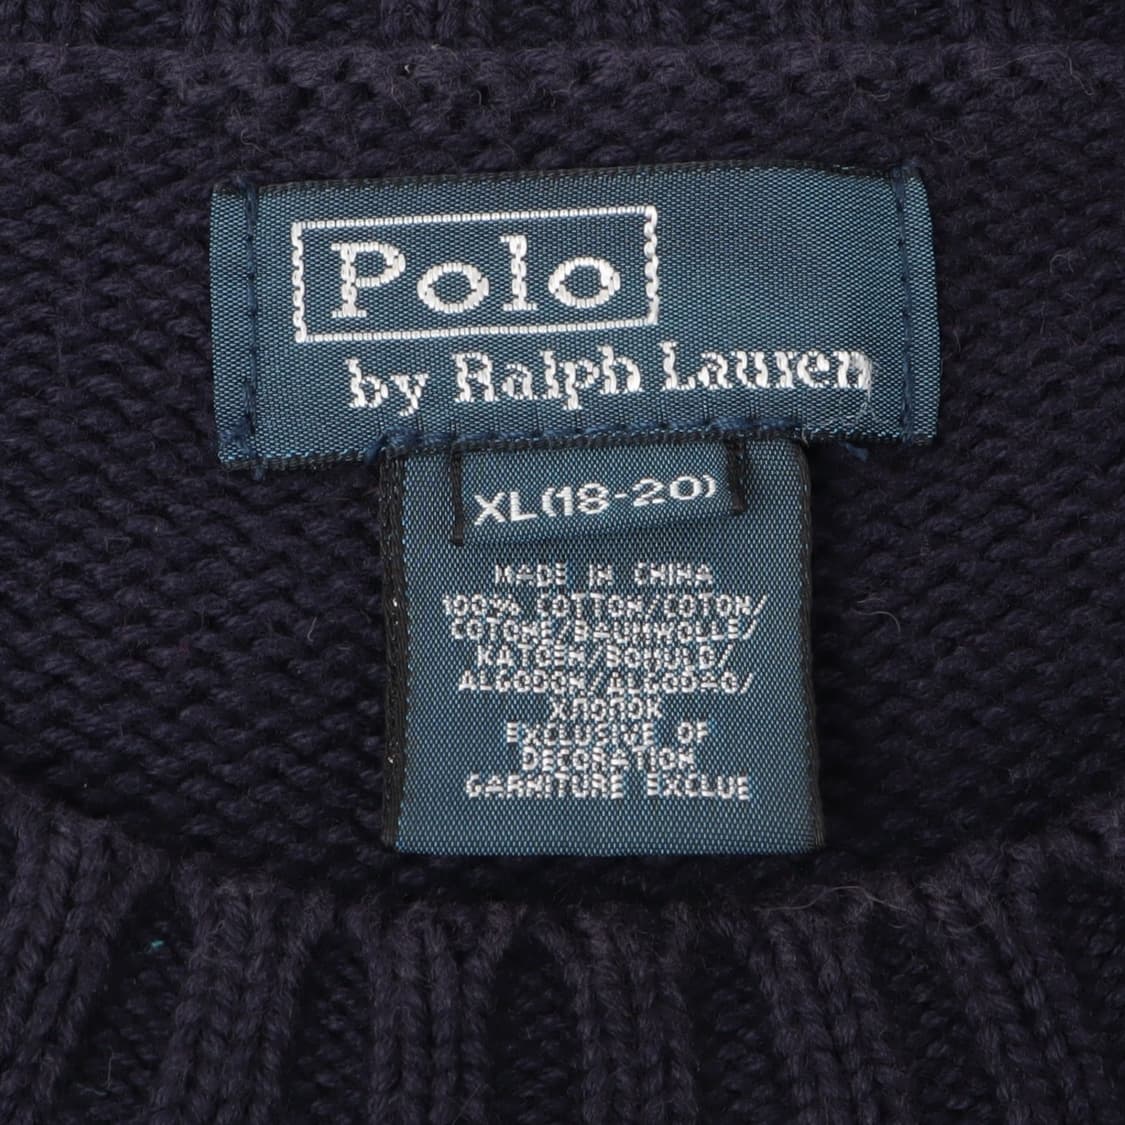 Polo
by Ralph Lauren
XL(18-20)
MADE IN CHINA
100% COTTON/COTON/
COTONE/BAUMWOLLE/
KATOEN/BOMULD/
ALGODON/ALGODÃO/
ХЛОПОК
EXCLUSIVE OF
DECORATION
GARNITURE EXCLUE